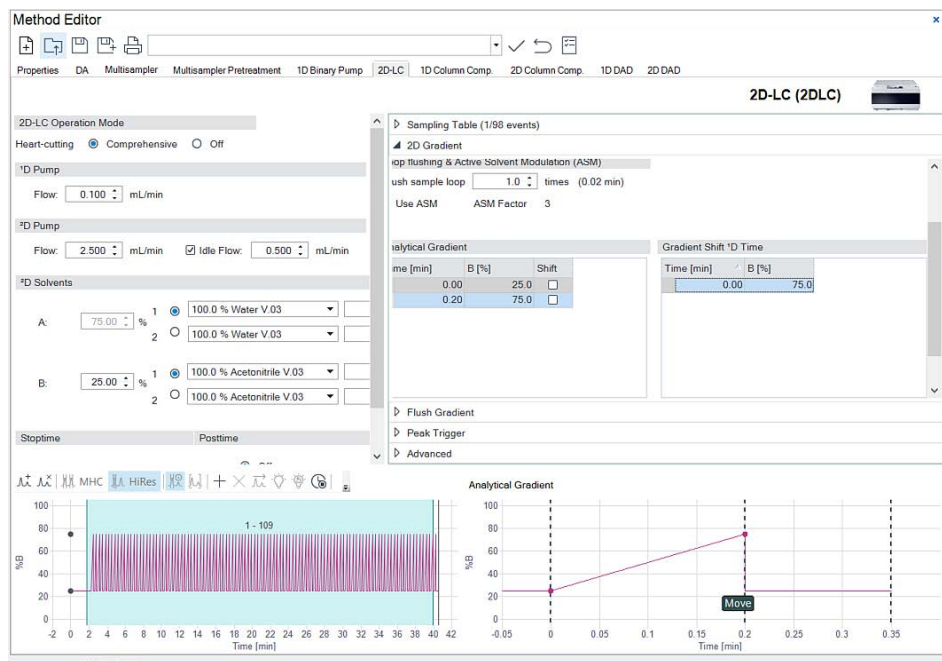 Method Editor
Properties DA Multisampler Multisampler Pretreatment 1D Binary Pump 2D-LC 1D Column Comp. 2D Column Comp. 1D DAD 2D DAD
2D-LC (2DLC)
2D-LC Operation Mode
Heart-cutting Comprehensive Off
¹D Pump
Flow: 0.100 mL/min
²D Pump
Flow: 2.500 mL/min Idle Flow: 0.500 mL/min
²D Solvents
A: 75.00 % 1 100.0 % Water V.03
2 100.0 % Water V.03
B: 25.00 % 1 100.0 % Acetonitrile V.03
2 100.0 % Acetonitrile V.03
Stoptime Posttime
Sampling Table (1/98 events)
2D Gradient
oop flushing & Active Solvent Modulation (ASM)
ush sample loop 1.0 times (0.02 min)
Use ASM ASM Factor 3
nalytical Gradient
me [min] B [%] Shift
0.00 25.0
0.20 75.0
Gradient Shift ¹D Time
Time [min] B [%]
0.00 75.0
Flush Gradient
Peak Trigger
Advanced
MHC HiRes
%B
100
80
60
40
20
0
1 - 109
-2 0 2 4 6 8 10 12 14 16 18 20 22 24 26 28 30 32 34 36 38 40 42
Time [min]
Analytical Gradient
%B
100
80
60
40
20
0
Move
-0.05 0 0.05 0.1 0.15 0.2 0.25 0.3 0.35
Time [min]